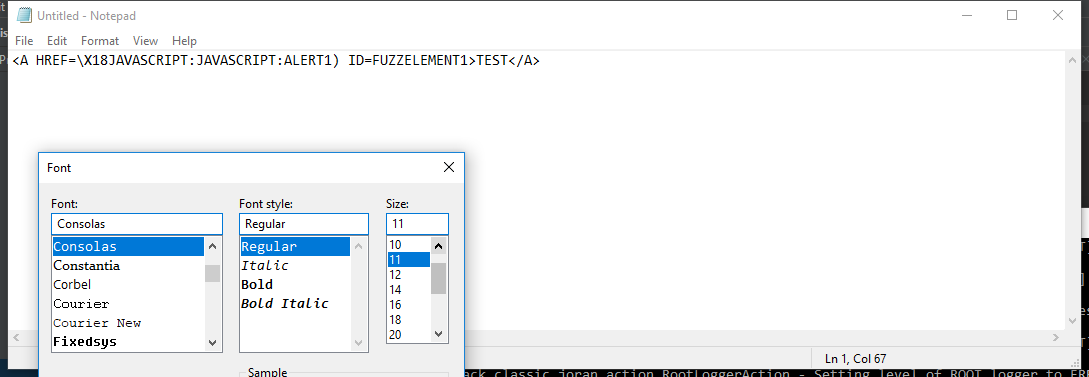 Untitled - Notepad
File Edit Format View Help
<A HREF=\X18JAVASCRIPT:JAVASCRIPT:ALERT1) ID=FUZZELEMENT1>TEST</A>
Font
Font: Font style: Size:
Consolas Regular 11
Consolas Regular 10
Constantia Italic 11
Corbel Bold 12
Courier Bold Italic 14
Courier New 16
Fixedsys 18
20
Ln 1, Col 67
Sample
ack classic joran action RootLoggerAction - Setting level of ROOT logger to ERR